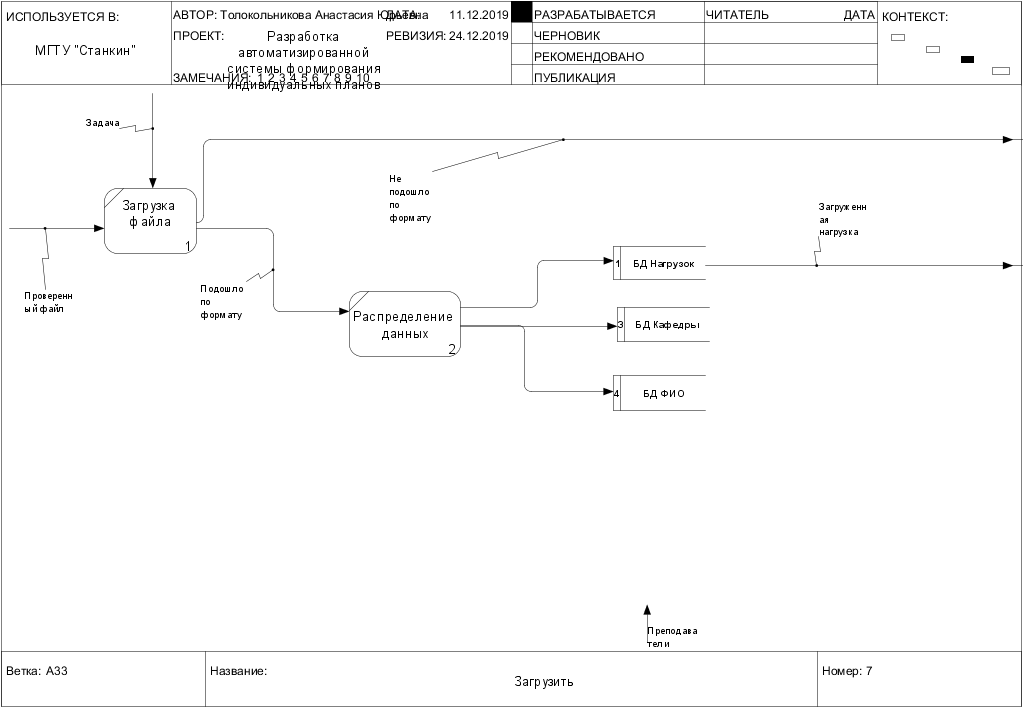 ИСПОЛЬЗУЕТСЯ В:
МГТУ "Станкин"
АВТОР: Толокольникова Анастасия Юрьевна
ДАТА: 11.12.2019
ПРОЕКТ: Разработка
автоматизированной
системы формирования
индивидуальных планов
РЕВИЗИЯ: 24.12.2019
ЗАМЕЧАНИЯ: 1 2 3 4 5 6 7 8 9 10
РАЗРАБАТЫВАЕТСЯ
ЧЕРНОВИК
РЕКОМЕНДОВАНО
ПУБЛИКАЦИЯ
ЧИТАТЕЛЬ
ДАТА
КОНТЕКСТ:
Задача
Загрузка
файла
1
Не
подошло
по
формату
Загруженн
ая
нагрузка
Проверенн
ый файл
Подошло
по
формату
1 БД Нагрузок
Распределение
данных
2
3 БД Кафедры
4 БД ФИО
Преподава
тели
Ветка: А33
Название:
Загрузить
Номер: 7